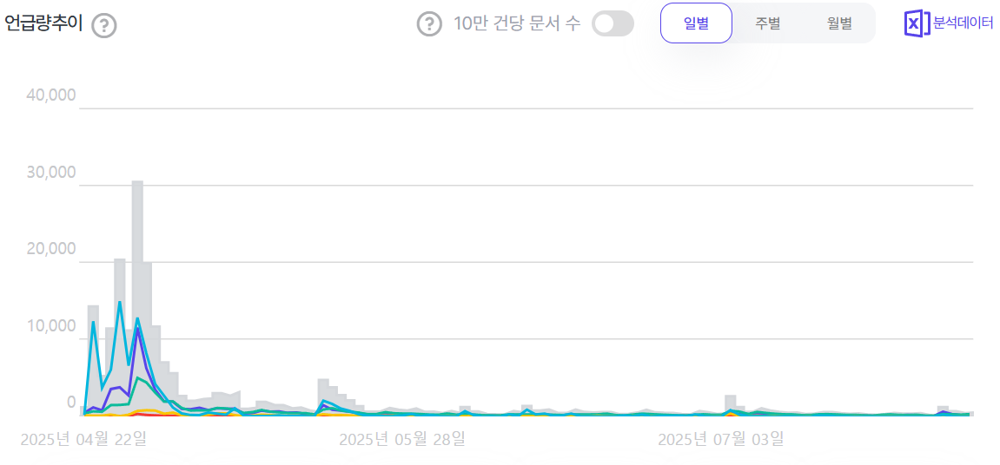 언급량추이 ?
? 10만 건당 문서 수
일별 주별 월별
분석데이터
40,000
30,000
20,000
10,000
0
2025년 04월 22일 2025년 05월 28일 2025년 07월 03일